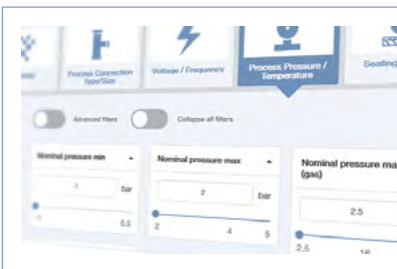 Process Connection
Type/Size
Voltage / Frequency
Process Pressure /
Temperature
Sealing
Advanced filters
Collapse all filters
Nominal pressure min
Nominal pressure max
Nominal pressure ma
(gas)
-1
bar
2
bar
2.5
-1
0.5
2
4
5
2.5
16